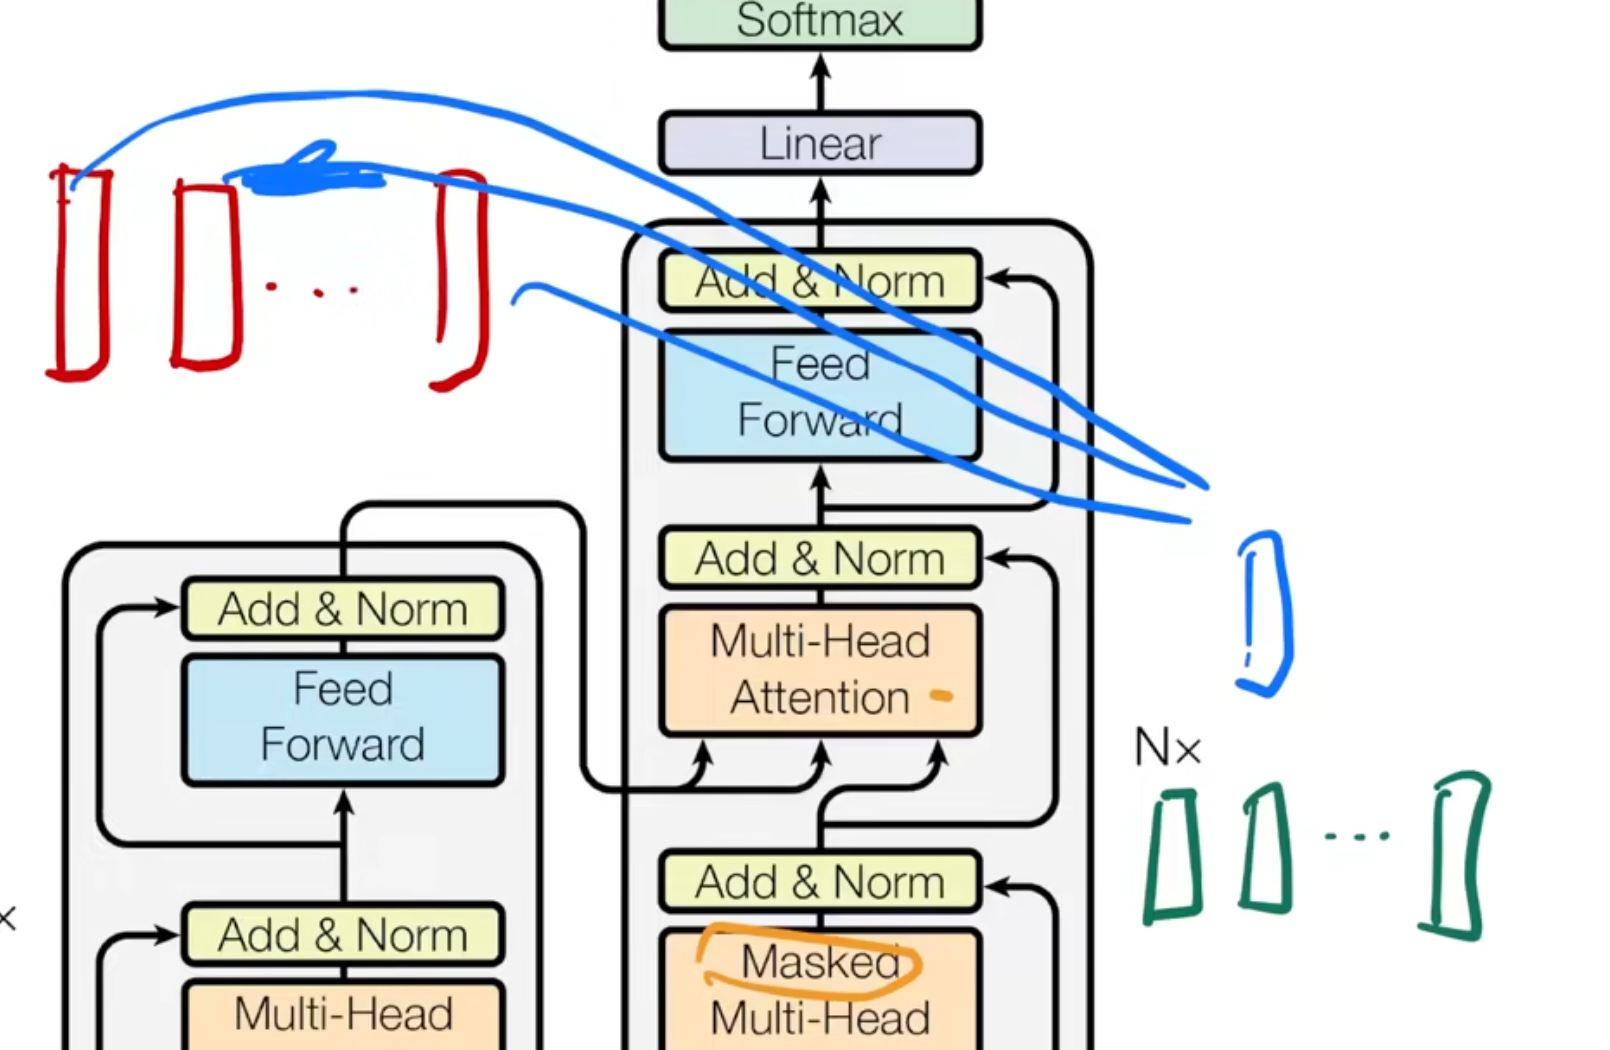 Softmax
Linear
Add & Norm
Feed
Forward
Add & Norm
Multi-Head
Attention
Add & Norm
Masked
Multi-Head
Add & Norm
Feed
Forward
Add & Norm
Multi-Head
N×
×